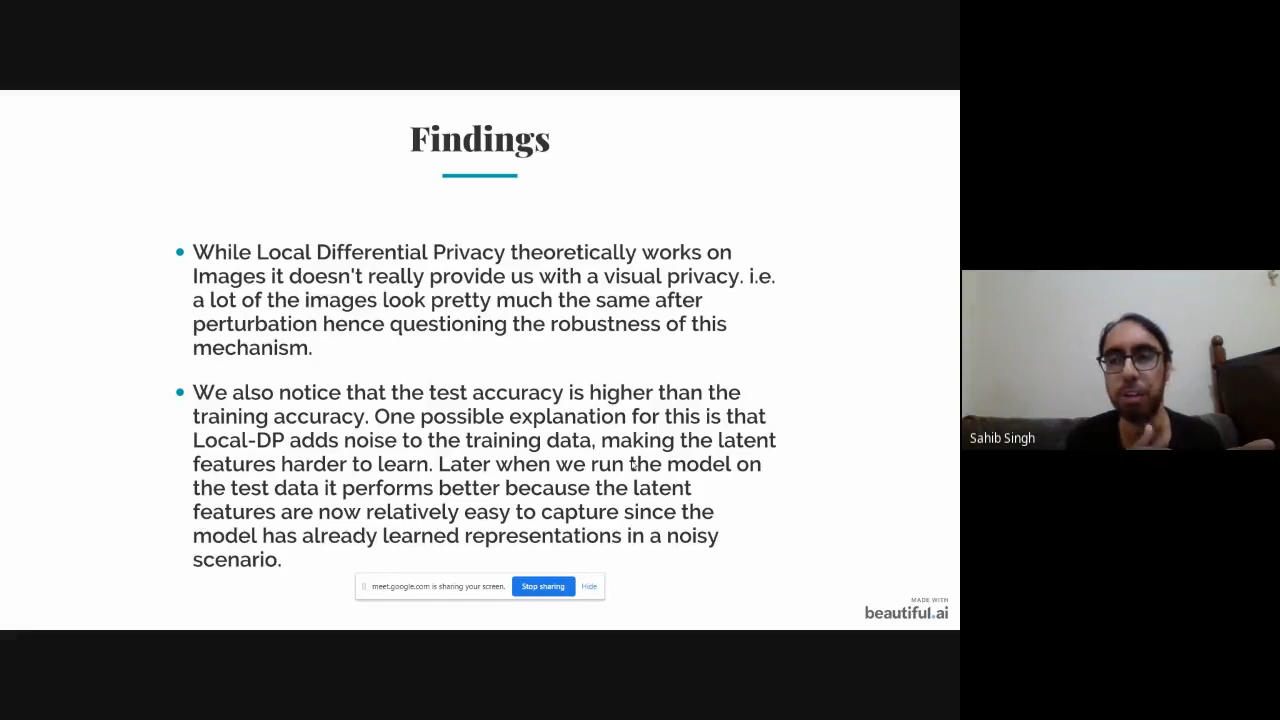 Findings
While Local Differential Privacy theoretically works on
Images it doesn't really provide us with a visual privacy. i.e.
a lot of the images look pretty much the same after
perturbation hence questioning the robustness of this
mechanism.
We also notice that the test accuracy is higher than the
training accuracy. One possible explanation for this is that
Local-DP adds noise to the training data, making the latent
features harder to learn. Later when we run the model on
the test data it performs better because the latent
features are now relatively easy to capture since the
model has already learned representations in a noisy
scenario.
meet.google.com is sharing your screen. Stop sharing Hide
MADE WITH
beautiful.ai
Sahib Singh